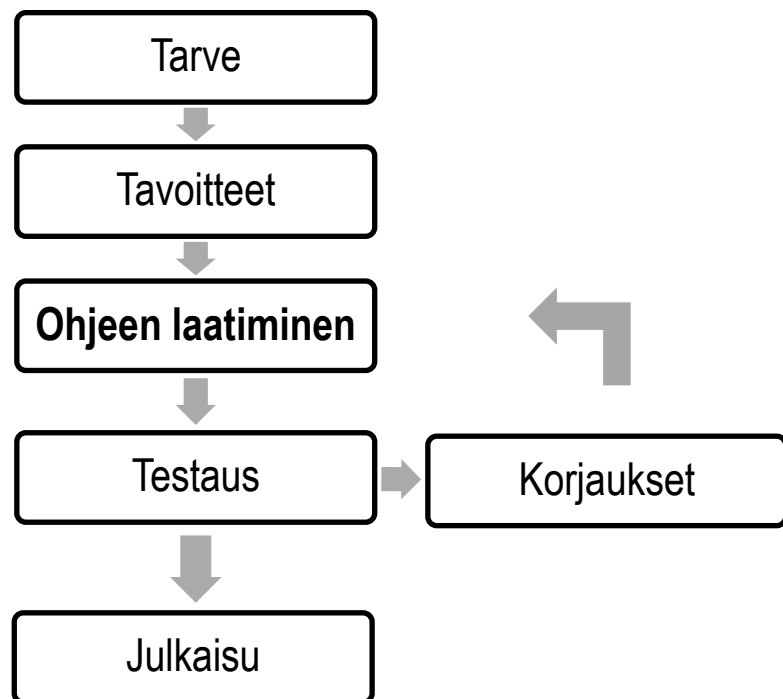 Tarve
Tavoitteet
Ohjeen laatiminen
Testaus
Korjaukset
Julkaisu